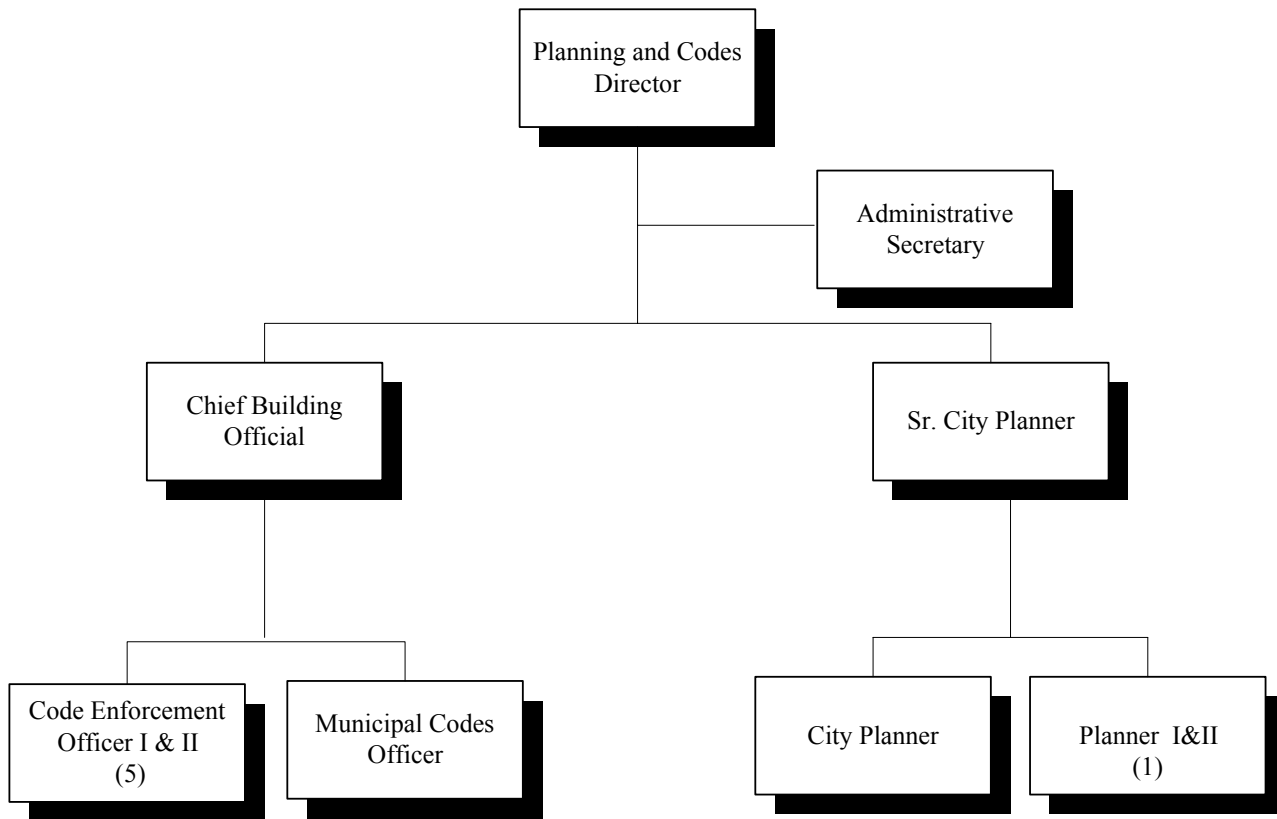 Planning and Codes
Director
Administrative
Secretary
Chief Building
Official
Sr. City Planner
Code Enforcement
Officer I & II
(5)
Municipal Codes
Officer
City Planner
Planner I&II
(1)